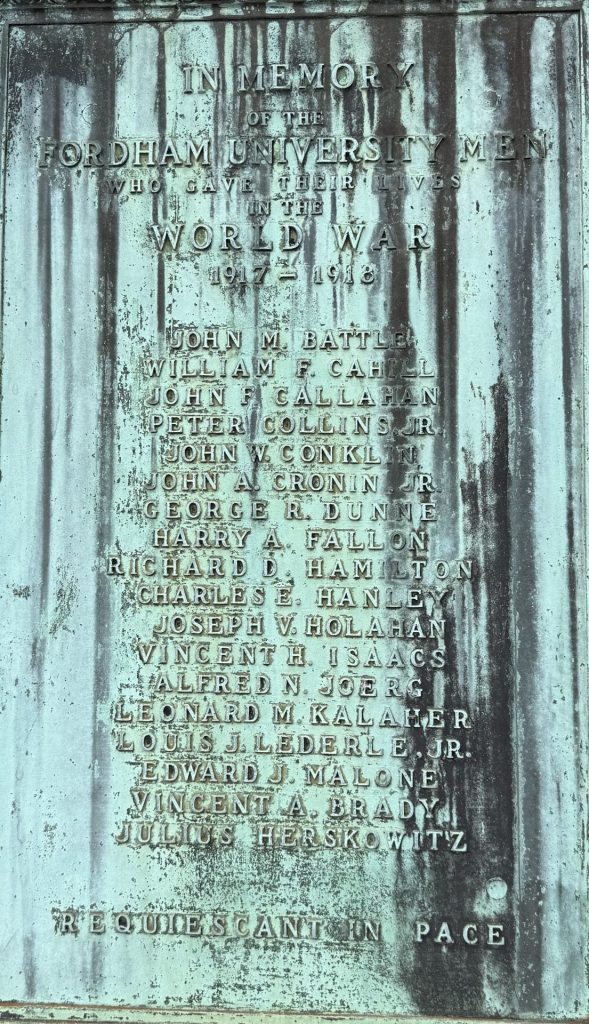 IN MEMORY
OF THE
FORDHAM UNIVERSITY MEN
WHO GAVE THEIR LIVES
IN THE
WORLD WAR
1917 – 1918
JOHN M. BATTLE
WILLIAM F. CAHILL
JOHN F. CALLAHAN
PETER COLLINS JR.
JOHN W. CONKLIN
JOHN A. CRONIN JR.
GEORGE R. DUNNE
HARRY A. FALLON
RICHARD D. HAMILTON
CHARLES E. HANLEY
JOSEPH V. HOLAHAN
VINCENT H. ISAACS
ALFRED N. JOERG
LEONARD M. KALAHER
LOUIS J. LEDERLE. JR.
EDWARD J. MALONE
VINCENT A. BRADY
JULIUS HERSKOWITZ
REQUIESCANT IN PACE